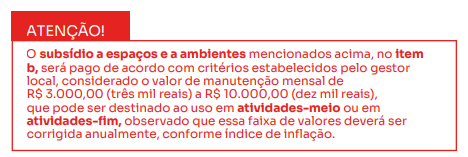 ATENÇÃO!
O subsídio a espaços e a ambientes mencionados acima, no item
b, será pago de acordo com critérios estabelecidos pelo gestor
local, considerado o valor de manutenção mensal de
R$ 3.000,00 (três mil reais) a R$ 10.000,00 (dez mil reais),
que pode ser destinado ao uso em atividades-meio ou em
atividades-fim, observado que essa faixa de valores deverá ser
corrigida anualmente, conforme índice de inflação.